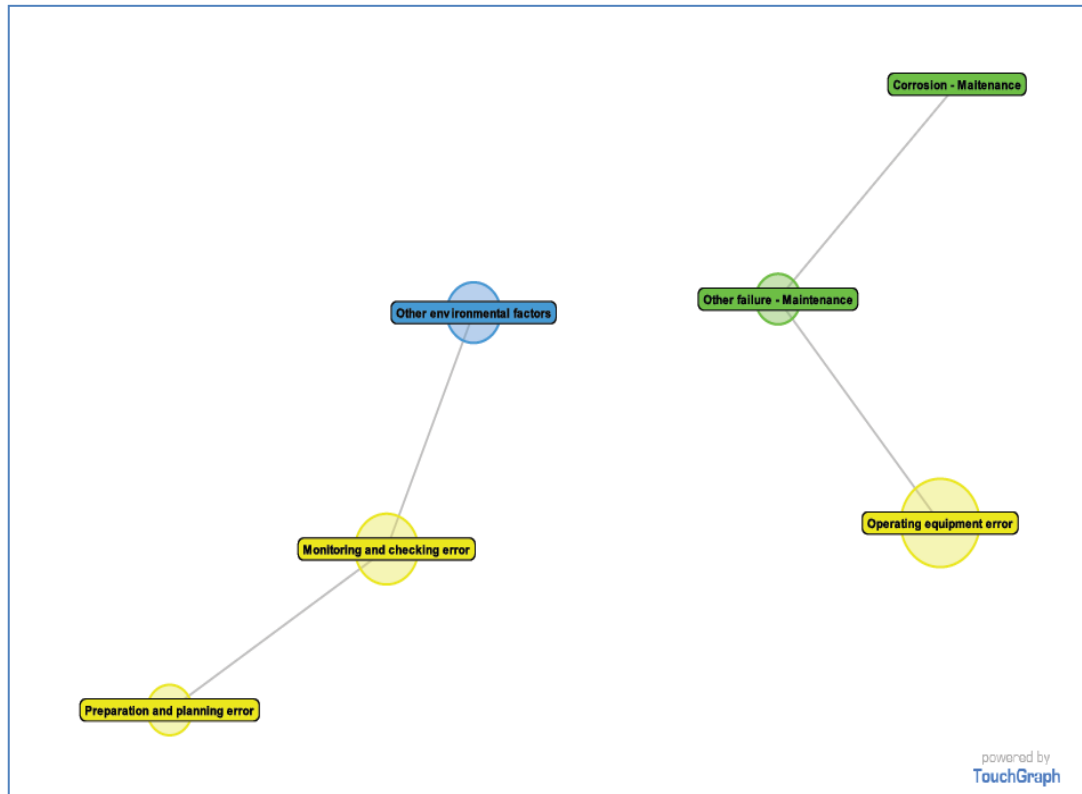 Corrosion - Maitenance
Other failure - Maintenance
Other environmental factors
Operating equipment error
Monitoring and checking error
Preparation and planning error
powered by
TouchGraph